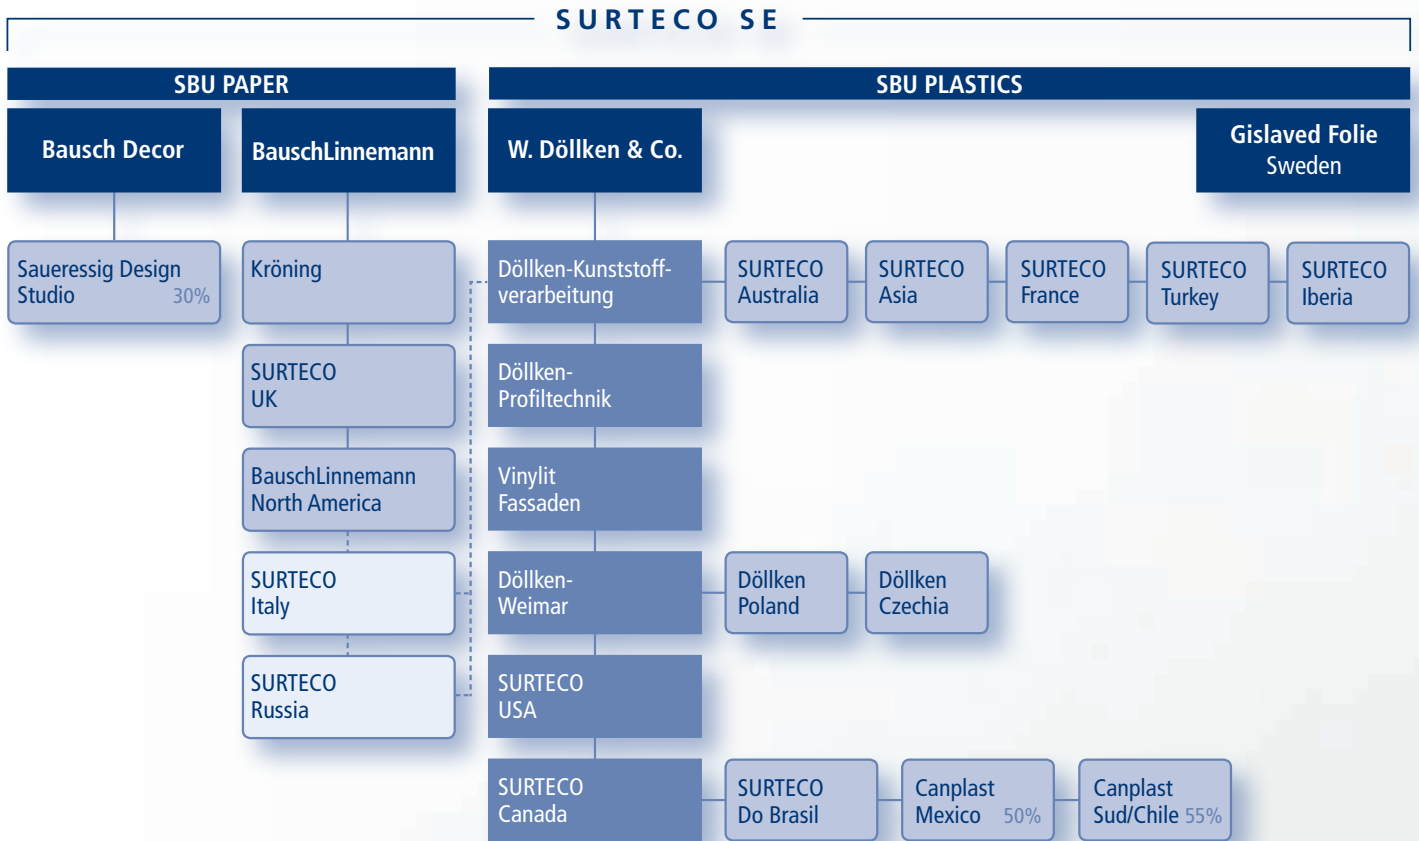 SURTECO SE
SBU PAPER
SBU PLASTICS
Bausch Decor
BauschLinnemann
W. Döllken & Co.
Gislaved Folie
Sweden
Saueressig Design
Studio 30%
Kröning
Döllken-Kunststoff-
verarbeitung
SURTECO
Australia
SURTECO
Asia
SURTECO
France
SURTECO
Turkey
SURTECO
Iberia
SURTECO
UK
Döllken-
Profiltechnik
BauschLinnemann
North America
Vinylit
Fassaden
SURTECO
Italy
Döllken-
Weimar
Döllken
Poland
Döllken
Czechia
SURTECO
Russia
SURTECO
USA
SURTECO
Canada
SURTECO
Do Brasil
Canplast
Mexico 50%
Canplast
Sud/Chile 55%